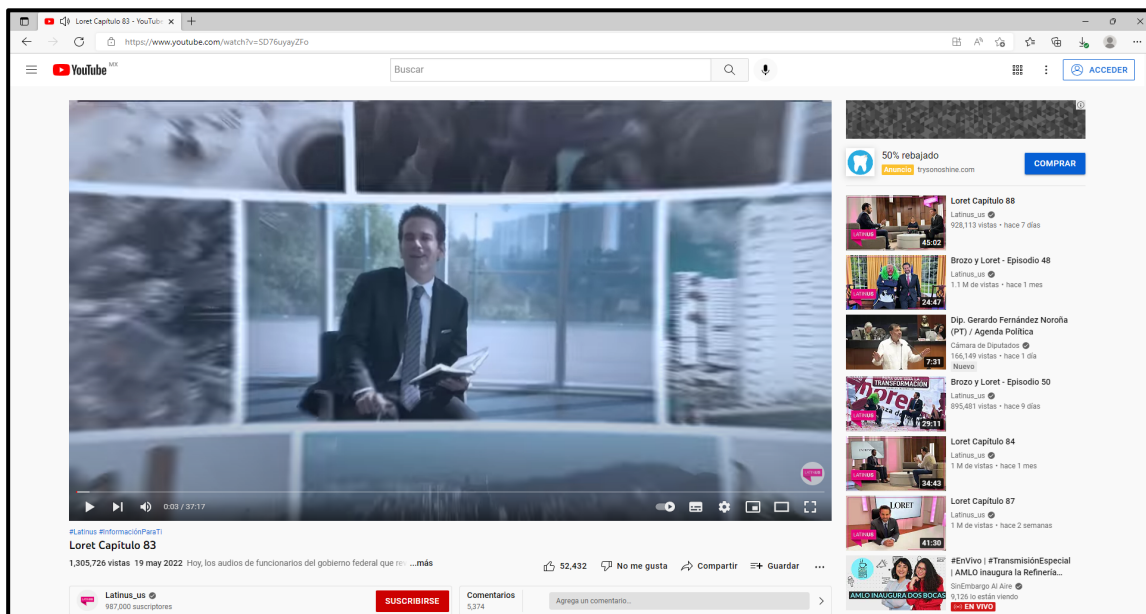 Loret Capítulo 83 - YouTube
https://www.youtube.com/watch?v=SD76uyayZFo
YouTube MX
Buscar
ACCEDER
50% rebajado
Anuncio trysonoshine.com
COMPRAR
Loret Capítulo 88
Latinus_us
928,113 vistas • hace 7 días
LATINUS
45:02
Brozo y Loret - Episodio 48
Latinus_us
1.1 M de vistas • hace 1 mes
LATINUS
24:47
Dip. Gerardo Fernández Noroña
(PT) / Agenda Política
Cámara de Diputados
166,149 vistas • hace 1 día
Nuevo
7:31
TRANSFORMACIÓN
Brozo y Loret - Episodio 50
Latinus_us
895,481 vistas • hace 9 días
LATINUS
29:11
Loret Capítulo 84
Latinus_us
1 M de vistas • hace 1 mes
LATINUS
34:43
LORET
Loret Capítulo 87
Latinus_us
1 M de vistas • hace 2 semanas
LATINUS
41:30
#EnVivo | #TransmisiónEspecial
| AMLO inaugura la Refinería...
SinEmbargo Al Aire
9,126 lo están viendo
EN VIVO
AMLO INAUGURA DOS BOCAS
LATINUS
0:03 / 37:17
#Latinus #InformaciónParaTi
Loret Capítulo 83
1,305,726 vistas 19 may 2022 Hoy, los audios de funcionarios del gobierno federal que ...más
52,432 No me gusta Compartir Guardar
Latinus_us
987,000 suscriptores
SUSCRIBIRSE
Comentarios
5,374
Agrega un comentario...